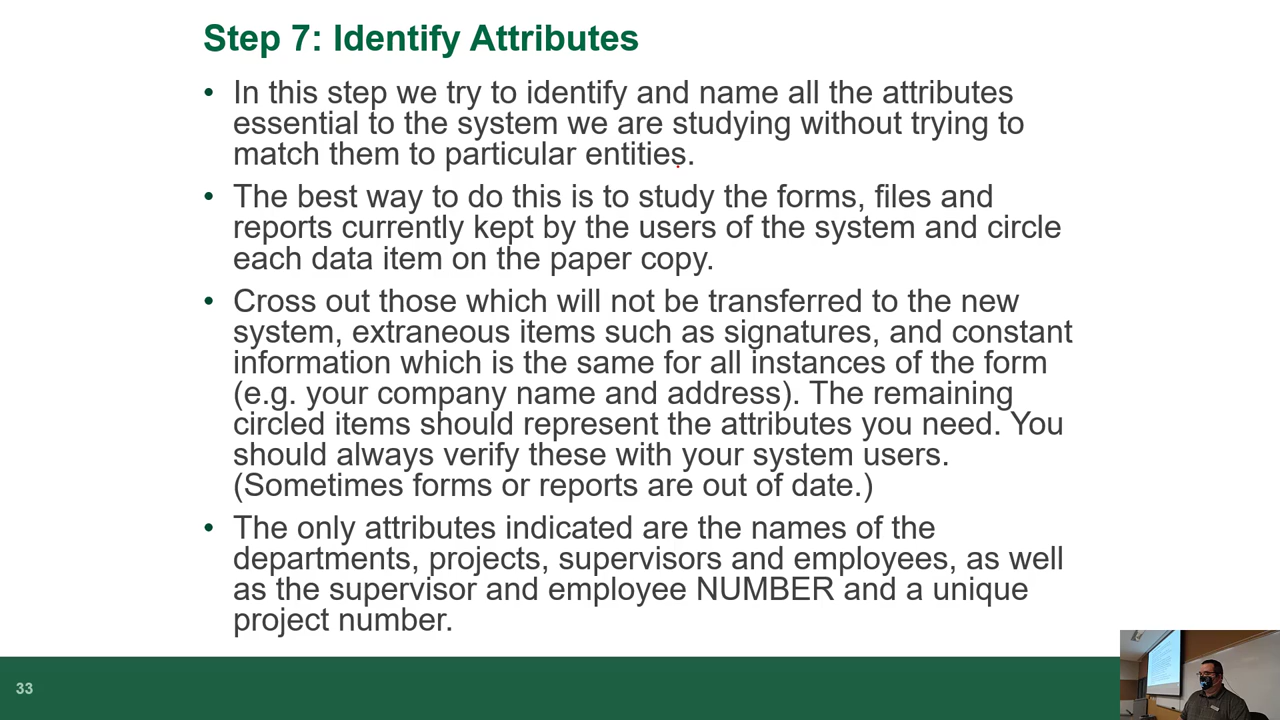 Step 7: Identify Attributes
• In this step we try to identify and name all the attributes
essential to the system we are studying without trying to
match them to particular entities.
• The best way to do this is to study the forms, files and
reports currently kept by the users of the system and circle
each data item on the paper copy.
• Cross out those which will not be transferred to the new
system, extraneous items such as signatures, and constant
information which is the same for all instances of the form
(e.g. your company name and address). The remaining
circled items should represent the attributes you need. You
should always verify these with your system users.
(Sometimes forms or reports are out of date.)
• The only attributes indicated are the names of the
departments, projects, supervisors and employees, as well
as the supervisor and employee NUMBER and a unique
project number.
33